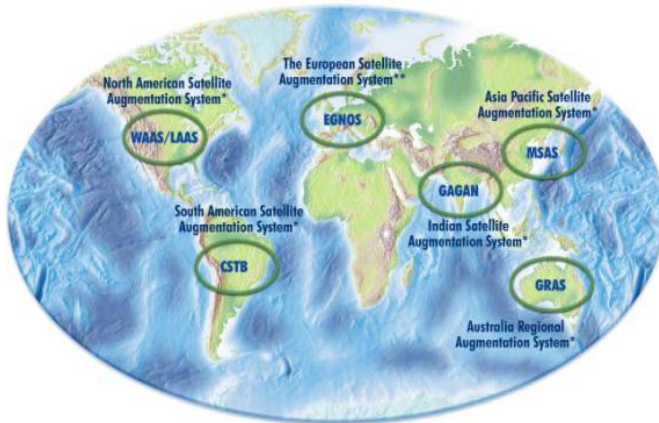 The European Satellite
Augmentation System**
EGNOS
North American Satellite
Augmentation System*
WAAS/LAAS
Asia Pacific Satellite
Augmentation System*
MSAS
GAGAN
Indian Satellite
Augmentation System*
South American Satellite
Augmentation System*
CSTB
GRAS
Australia Regional
Augmentation System*